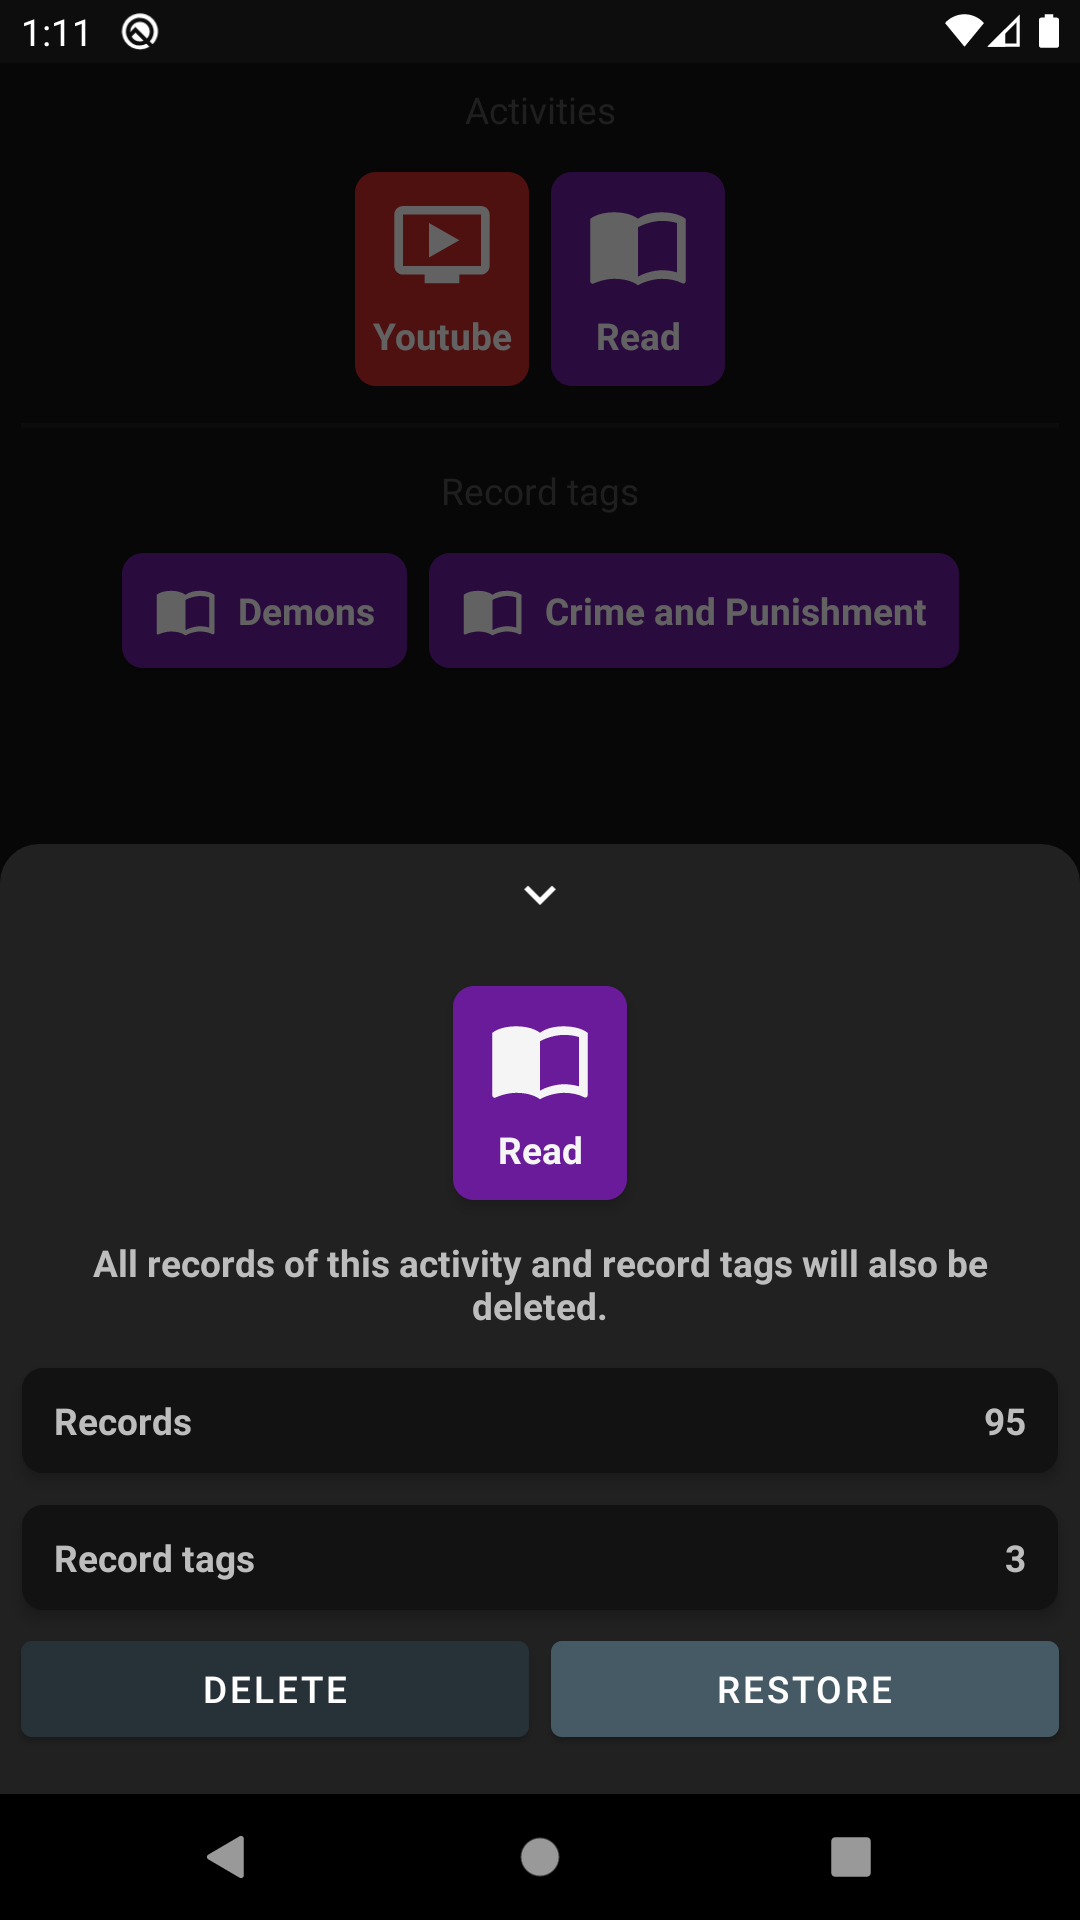 1:11
Activities
Youtube
Read
Record tags
Demons
Crime and Punishment
Read
All records of this activity and record tags will also be
deleted.
Records 95
Record tags 3
DELETE
RESTORE